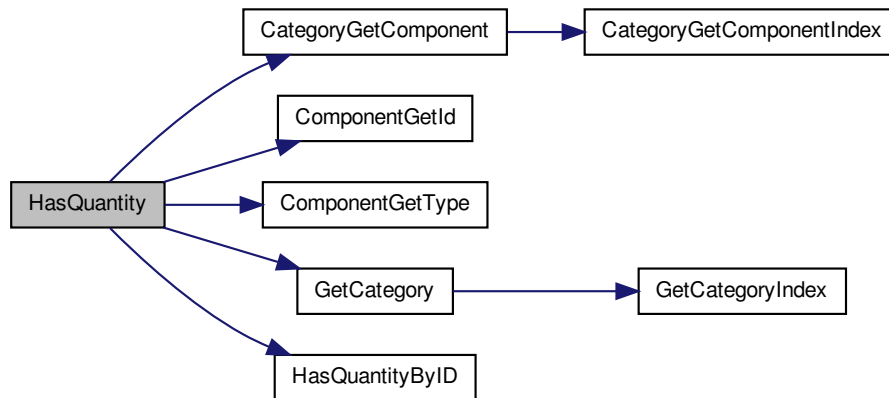 CategoryGetComponent
CategoryGetComponentIndex
ComponentGetId
HasQuantity
ComponentGetType
GetCategory
GetCategoryIndex
HasQuantityByID